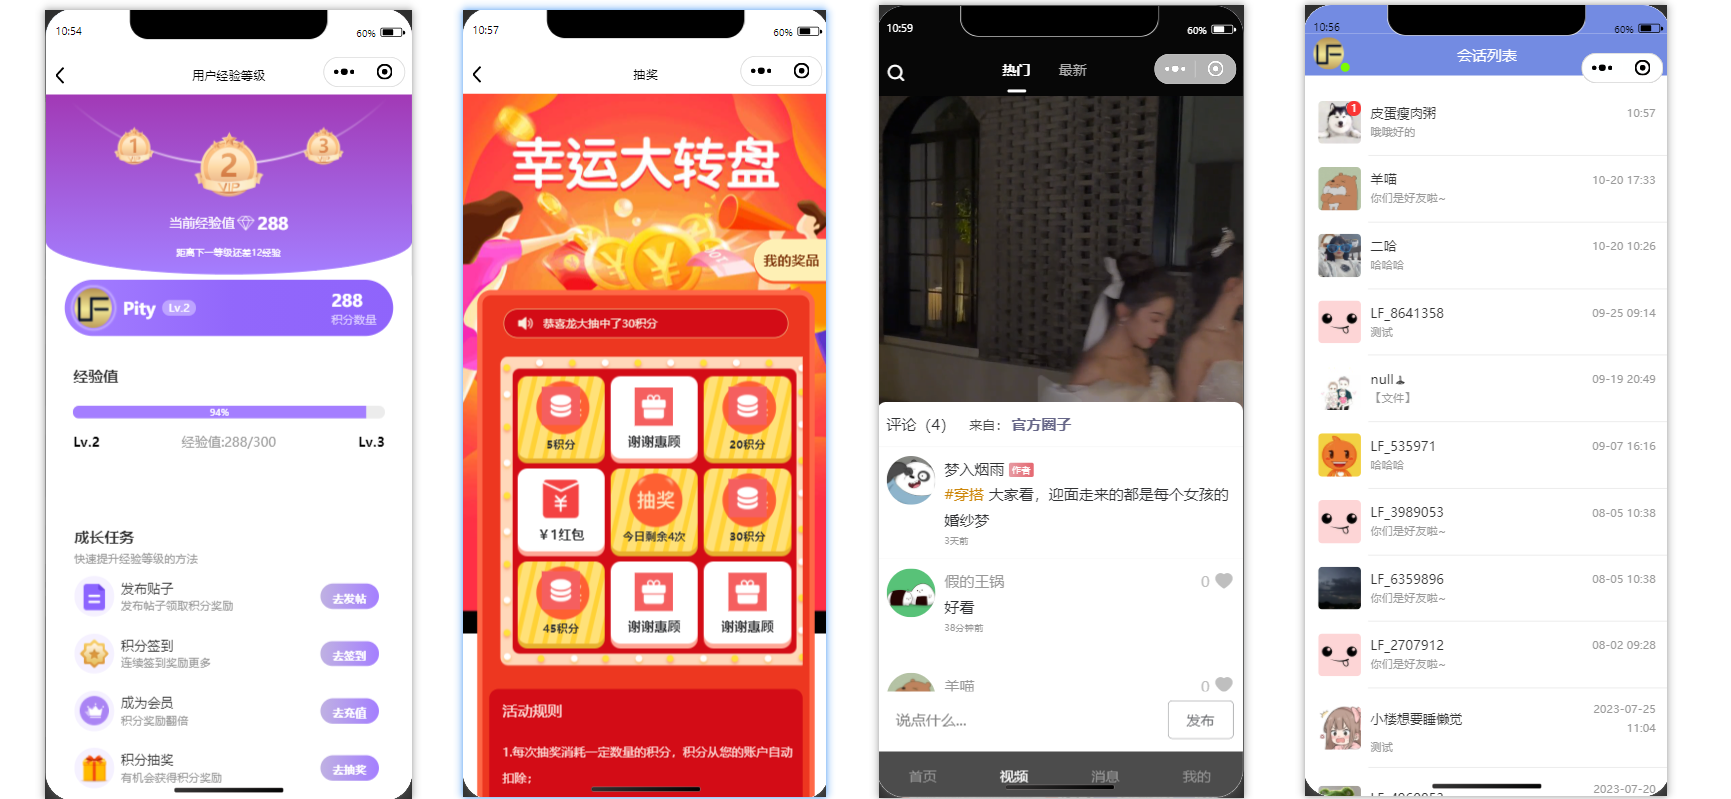 10:54
60%
用户经验等级
1
2
VIP
3
当前经验值 288
距离下一等级还差12经验
LF
Pity Lv.2
288
积分数量
经验值
94%
Lv.2 经验值:288/300 Lv.3
成长任务
快速提升经验等级的方法
发布贴子
发布帖子领取积分奖励
去发帖
积分签到
连续签到奖励更多
去签到
成为会员
积分奖励翻倍
去充值
积分抽奖
有机会获得积分奖励
去抽奖
10:57
60%
抽奖
幸运大转盘
我的奖品
恭喜龙大抽中了30积分
5积分 谢谢惠顾 20积分
¥1红包
抽奖
今日剩余4次
30积分
45积分 谢谢惠顾 谢谢惠顾
活动规则
1.每次抽奖消耗一定数量的积分，积分从您的账户自动
扣除；
10:59
60%
热门 最新
评论（4） 来自： 官方圈子
梦入烟雨 作者
#穿搭 大家看，迎面走来的都是每个女孩的
婚纱梦
3天前
假的王锅 0
好看
38分钟前
羊喵 0
说点什么...
发布
首页 视频 消息 我的
10:56
60%
LF
会话列表
1
皮蛋瘦肉粥 10:57
哦哦好的
羊喵 10-20 17:33
你们是好友啦~
二哈 10-20 10:26
哈哈哈
LF_8641358 09-25 09:14
测试
null 09-19 20:49
【文件】
LF_535971 09-07 16:16
哈哈哈
LF_3989053 08-05 10:38
你们是好友啦~
LF_6359896 08-05 10:38
你们是好友啦~
LF_2707912 08-02 09:28
你们是好友啦~
小楼想要睡懒觉 2023-07-25
11:04
测试
2023-07-20